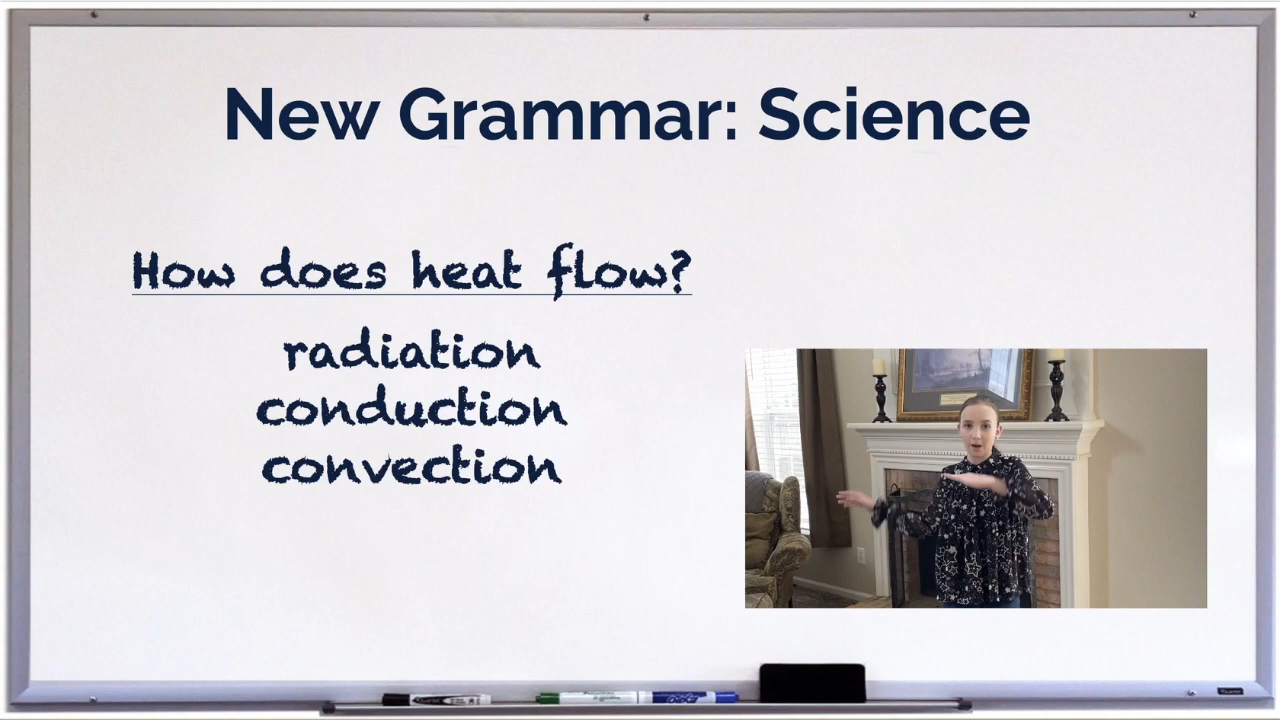 New Grammar: Science
How does heat flow?
radiation
conduction
convection